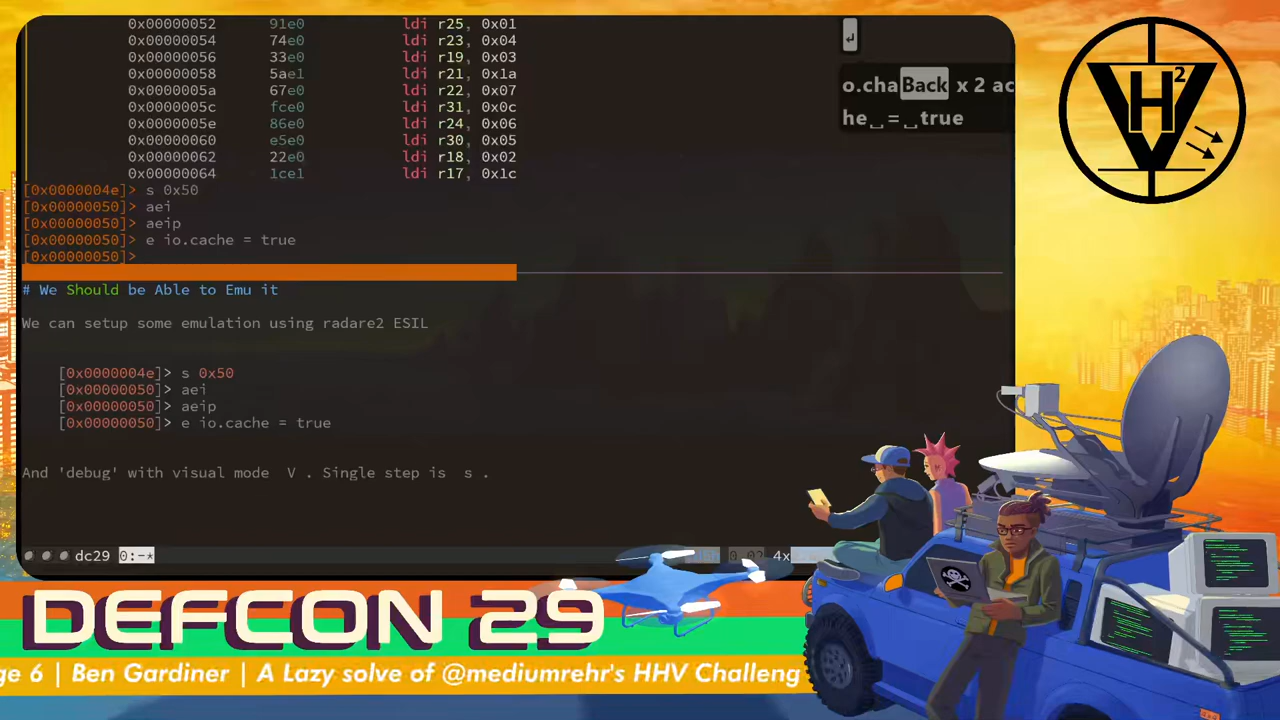 0x00000052 91e0 ldi r25, 0x01
0x00000054 74e0 ldi r23, 0x04
0x00000056 33e0 ldi r19, 0x03
0x00000058 5ae1 ldi r21, 0x1a
0x0000005a 67e0 ldi r22, 0x07
0x0000005c fce0 ldi r31, 0x0c
0x0000005e 86e0 ldi r24, 0x06
0x00000060 e5e0 ldi r30, 0x05
0x00000062 22e0 ldi r18, 0x02
0x00000064 1ce1 ldi r17, 0x1c
[0x0000004e]> s 0x50
[0x00000050]> aei
[0x00000050]> aeip
[0x00000050]> e io.cache = true
[0x00000050]>
# We Should be Able to Emu it
We can setup some emulation using radare2 ESIL
[0x0000004e]> s 0x50
[0x00000050]> aei
[0x00000050]> aeip
[0x00000050]> e io.cache = true
And 'debug' with visual mode V . Single step is s .
dc29 0:-* 4x
↵
o.cha Back x 2 ac
he␣=␣true
H2V
DEFCON 29
ge 6 | Ben Gardiner | A Lazy solve of @mediumrehr's HHV Challeng